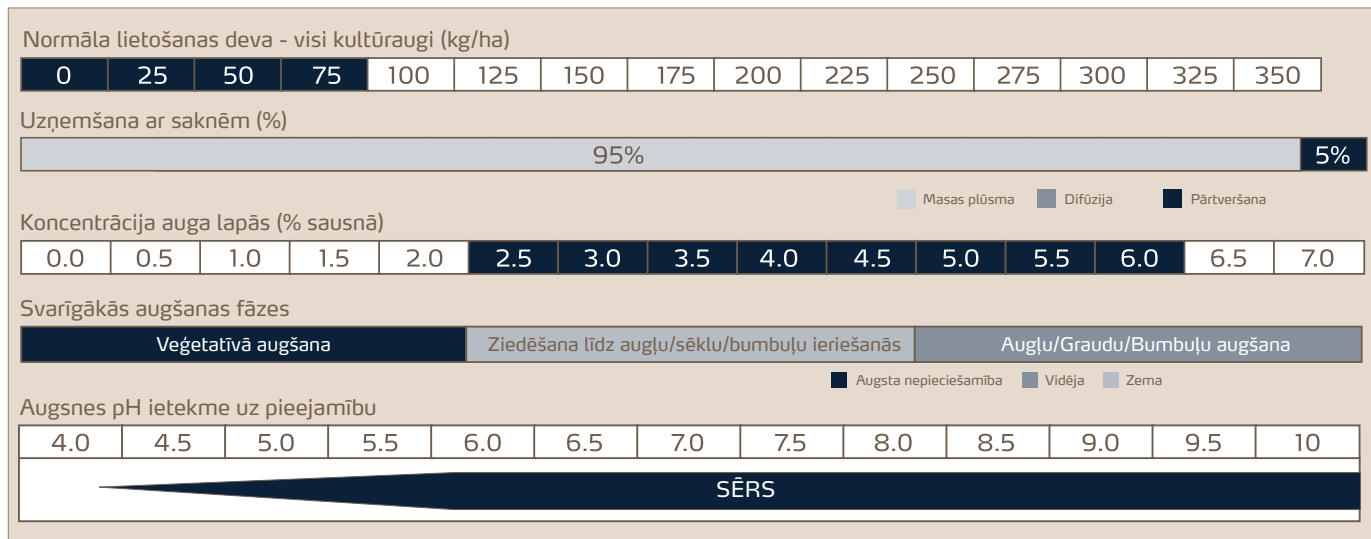 Normāla lietošanas deva - visi kultūraugi (kg/ha)
0 25 50 75 100 125 150 175 200 225 250 275 300 325 350
Uzņemšana ar saknēm (%)
95% 5%
Masas plūsma Difūzija Pārtveršana
Koncentrācija auga lapās (% sausnā)
0.0 0.5 1.0 1.5 2.0 2.5 3.0 3.5 4.0 4.5 5.0 5.5 6.0 6.5 7.0
Svarīgākās augšanas fāzes
Veģetatīvā augšana Ziedēšana līdz augļu/sēklu/bumbuļu ieriešanās Augļu/Graudu/Bumbuļu augšana
Augsta nepieciešamība Vidēja Zema
Augsnes pH ietekme uz pieejamību
4.0 4.5 5.0 5.5 6.0 6.5 7.0 7.5 8.0 8.5 9.0 9.5 10
SĒRS